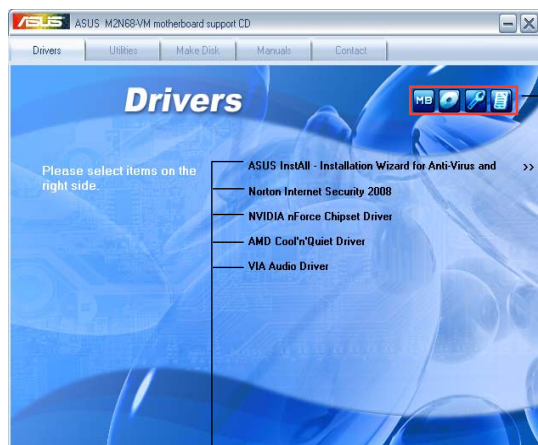 ASUS M2N68-VM motherboard support CD
Drivers Utilities Make Disk Manuals Contact
Drivers
MB
Please select items on the
right side.
ASUS InstAll - Installation Wizard for Anti-Virus and >>
Norton Internet Security 2008
NVIDIA nForce Chipset Driver
AMD Cool'n'Quiet Driver
VIA Audio Driver